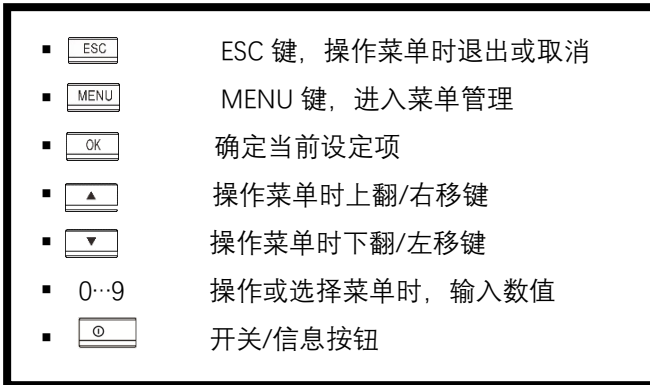 ▪ ESC ESC 键，操作菜单时退出或取消
▪ MENU MENU 键，进入菜单管理
▪ OK 确定当前设定项
▪ ▲ 操作菜单时上翻/右移键
▪ ▼ 操作菜单时下翻/左移键
▪ 0…9 操作或选择菜单时，输入数值
▪ 开关/信息按钮